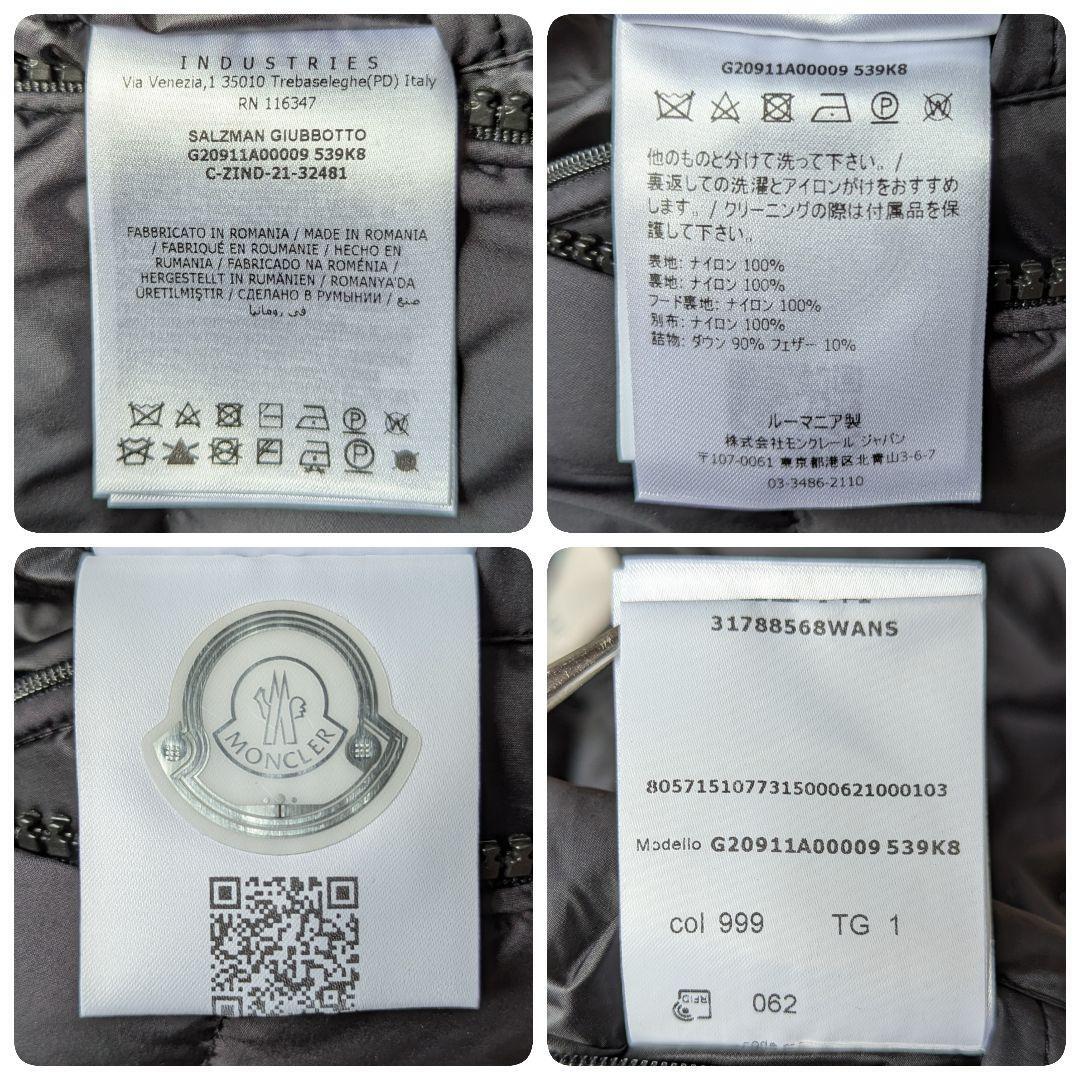 INDUSTRIES
Via Venezia,1 35010 Trebaseleghe(PD) Italy
RN 116347
SALZMAN GIUBBOTTO
G20911A00009 539K8
C-ZIND-21-32481
FABBRICATO IN ROMANIA / MADE IN ROMANIA
/ FABRIQUÉ EN ROUMANIE / HECHO EN
RUMANIA / FABRICADO NA ROMÉNIA /
HERGESTELLT IN RUMÄNIEN / ROMANYA'DA
ÜRETILMIŞTIR / СДЕЛАНО В РУМЫНИИ / صنع
في رومانيا
P
W
P
G20911A00009 539K8
P
W
他のものと分けて洗って下さい。/
裏返しての洗濯とアイロンがけをおすすめ
します。/ クリーニングの際は付属品を保
護して下さい。
表地: ナイロン 100%
裏地: ナイロン 100%
フード裏地: ナイロン 100%
別布: ナイロン 100%
詰物: ダウン 90% フェザー 10%
ルーマニア製
株式会社モンクレール ジャパン
〒107-0061 東京都港区北青山3-6-7
03-3486-2110
MONCLER
31788568WANS
8057151077315000621000103
Modello G20911A00009 539K8
col 999 TG 1
RFID 062